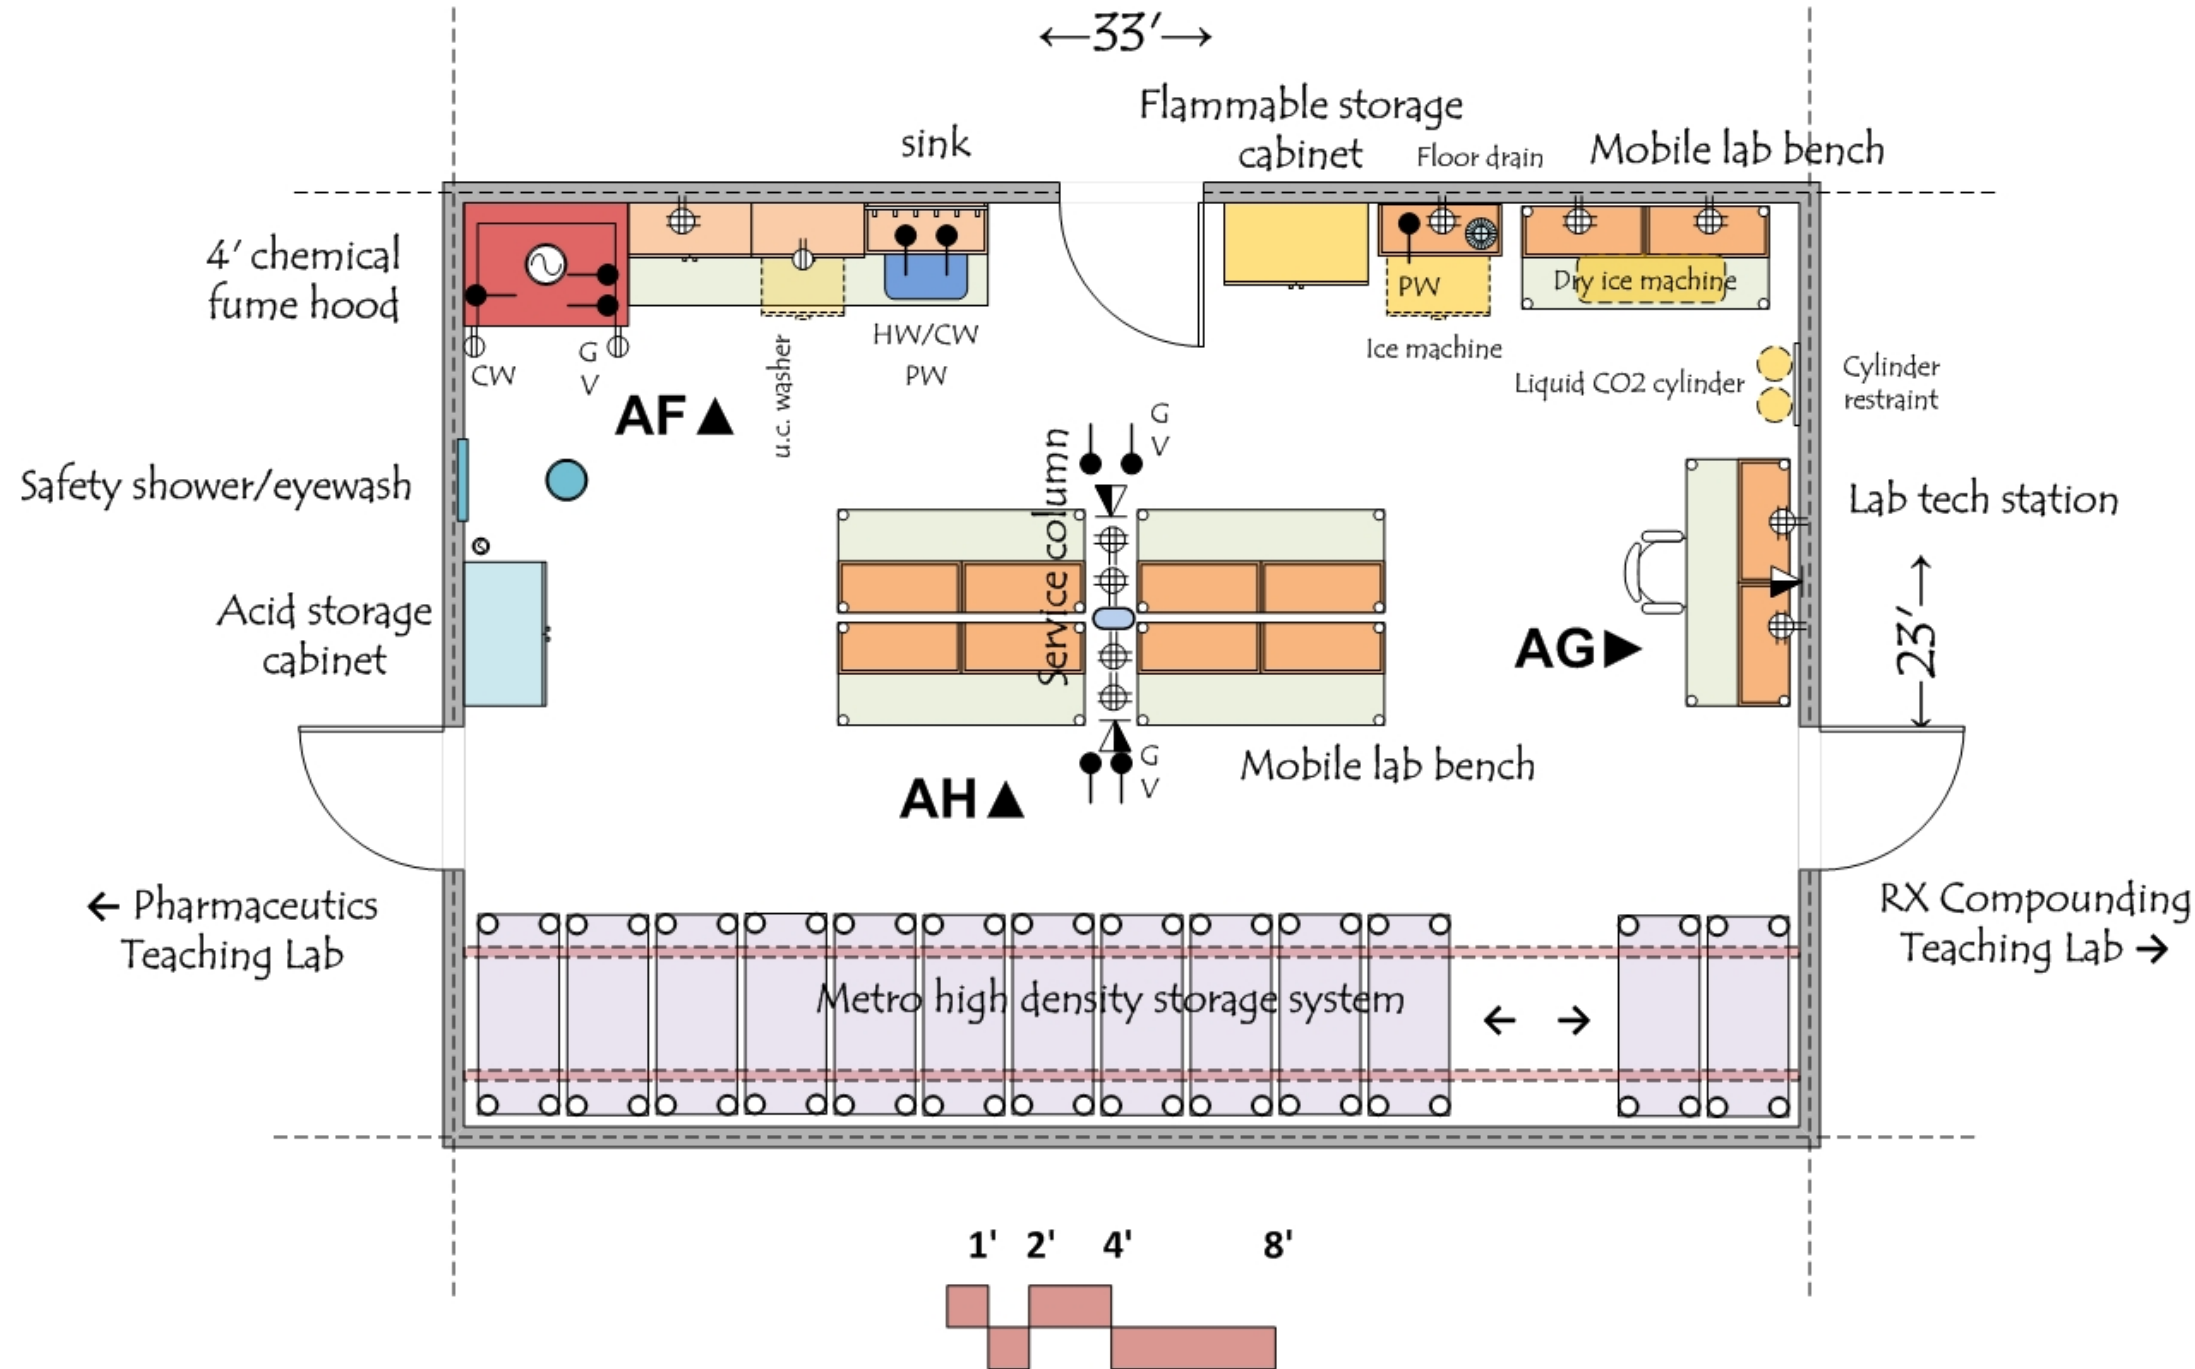 ←33'→
Flammable storage
cabinet
sink
Floor drain
Mobile lab bench
4' chemical
fume hood
PW
Dry ice machine
HW/CW
PW
CW
G
V
u.c. washer
Ice machine
Liquid CO2 cylinder
Cylinder
restraint
AF▲
G
V
Service column
Safety shower/eyewash
Lab tech station
S
Acid storage
cabinet
←23'→
AG▶
G
V
Mobile lab bench
AH▲
← Pharmaceutics
Teaching Lab
RX Compounding
Teaching Lab →
Metro high density storage system
← →
1' 2' 4' 8'